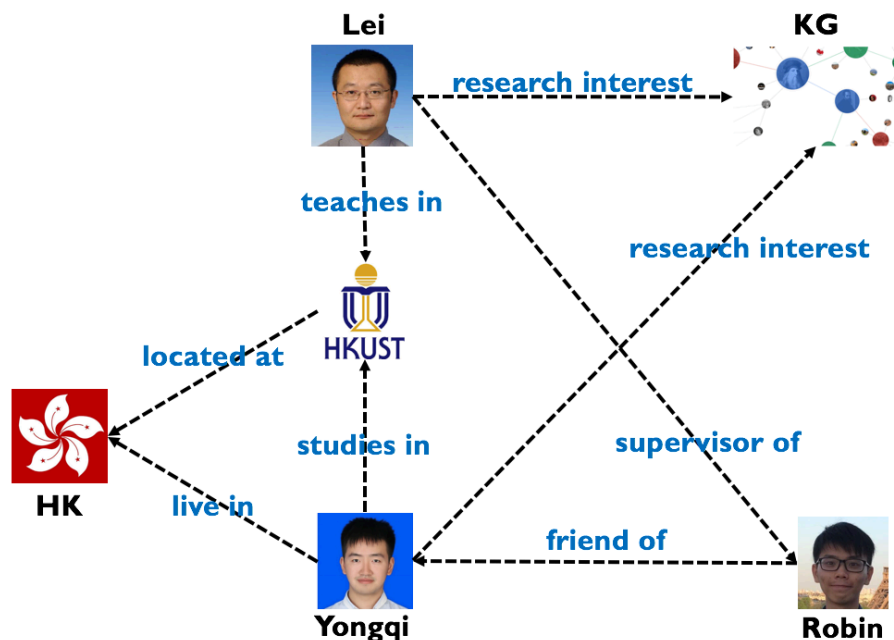 Lei
KG
research interest
teaches in
research interest
HKUST
located at
studies in
supervisor of
HK
live in
friend of
Yongqi
Robin